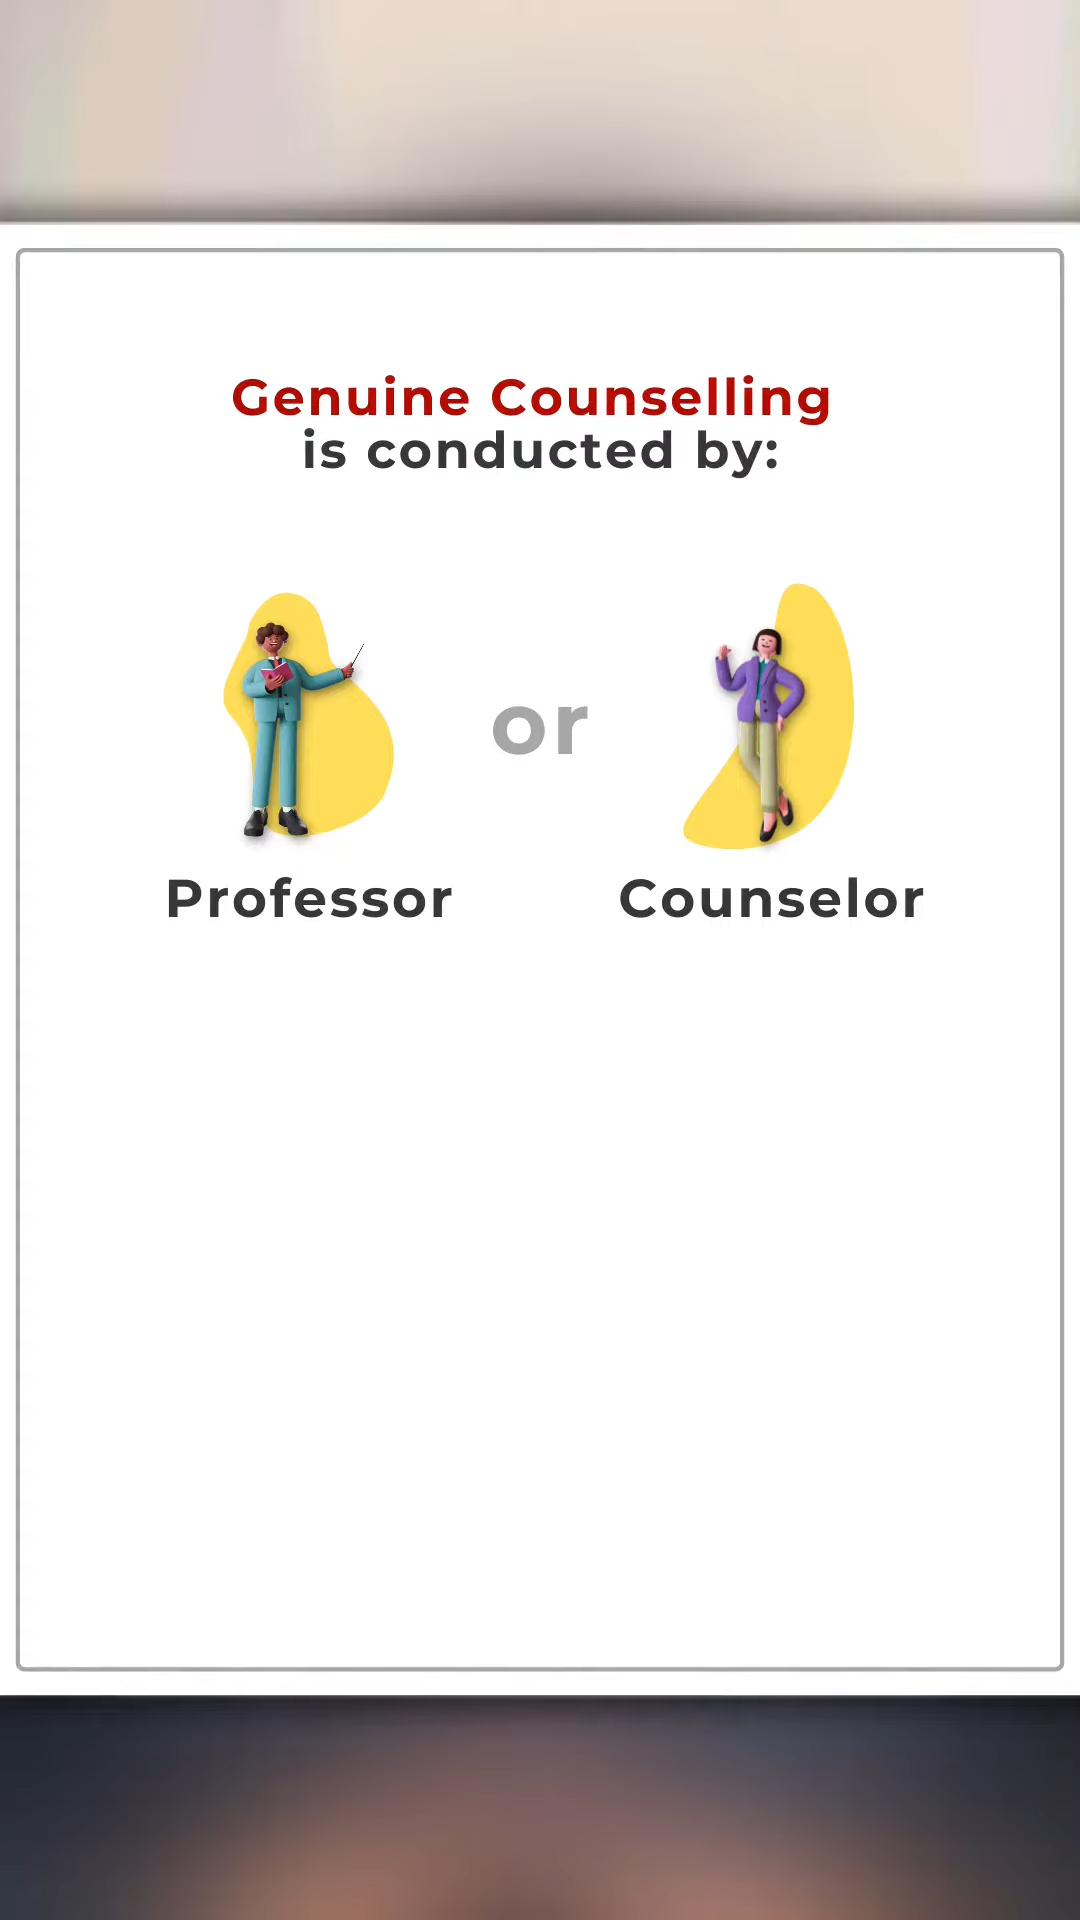 Genuine Counselling
is conducted by:
or
Professor
Counselor